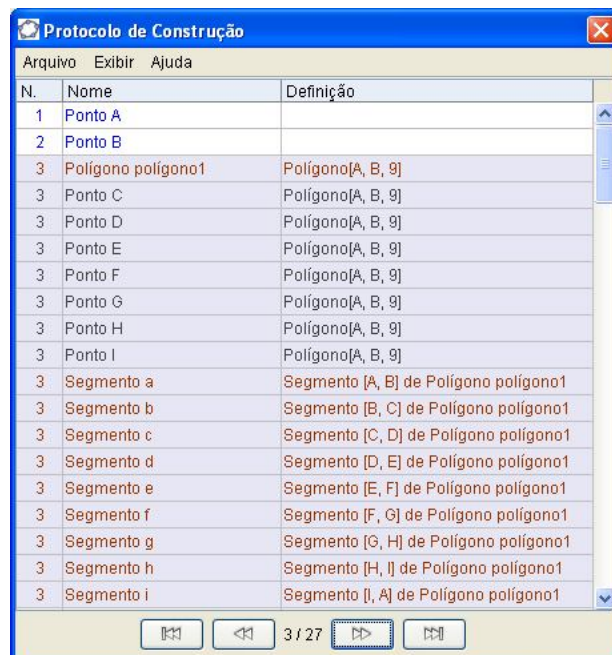 Protocolo de Construção
Arquivo Exibir Ajuda
N. Nome Definição
1 Ponto A
2 Ponto B
3 Polígono polígono1 Polígono[A, B, 9]
3 Ponto C Polígono[A, B, 9]
3 Ponto D Polígono[A, B, 9]
3 Ponto E Polígono[A, B, 9]
3 Ponto F Polígono[A, B, 9]
3 Ponto G Polígono[A, B, 9]
3 Ponto H Polígono[A, B, 9]
3 Ponto I Polígono[A, B, 9]
3 Segmento a Segmento [A, B] de Polígono polígono1
3 Segmento b Segmento [B, C] de Polígono polígono1
3 Segmento c Segmento [C, D] de Polígono polígono1
3 Segmento d Segmento [D, E] de Polígono polígono1
3 Segmento e Segmento [E, F] de Polígono polígono1
3 Segmento f Segmento [F, G] de Polígono polígono1
3 Segmento g Segmento [G, H] de Polígono polígono1
3 Segmento h Segmento [H, I] de Polígono polígono1
3 Segmento i Segmento [I, A] de Polígono polígono1
3 / 27